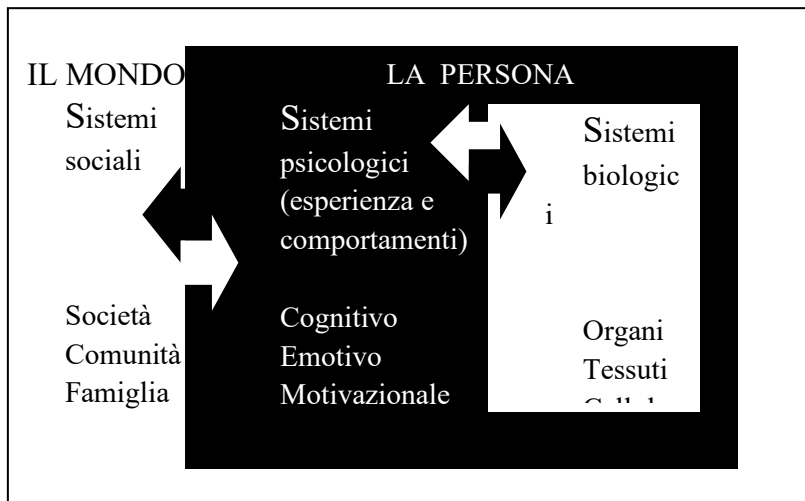 IL MONDO
LA PERSONA
Sistemi
sociali
Sistemi
psicologici
(esperienza e
comportamenti)
Sistemi
biologic
i
Società
Comunità
Famiglia
Cognitivo
Emotivo
Motivazionale
Organi
Tessuti